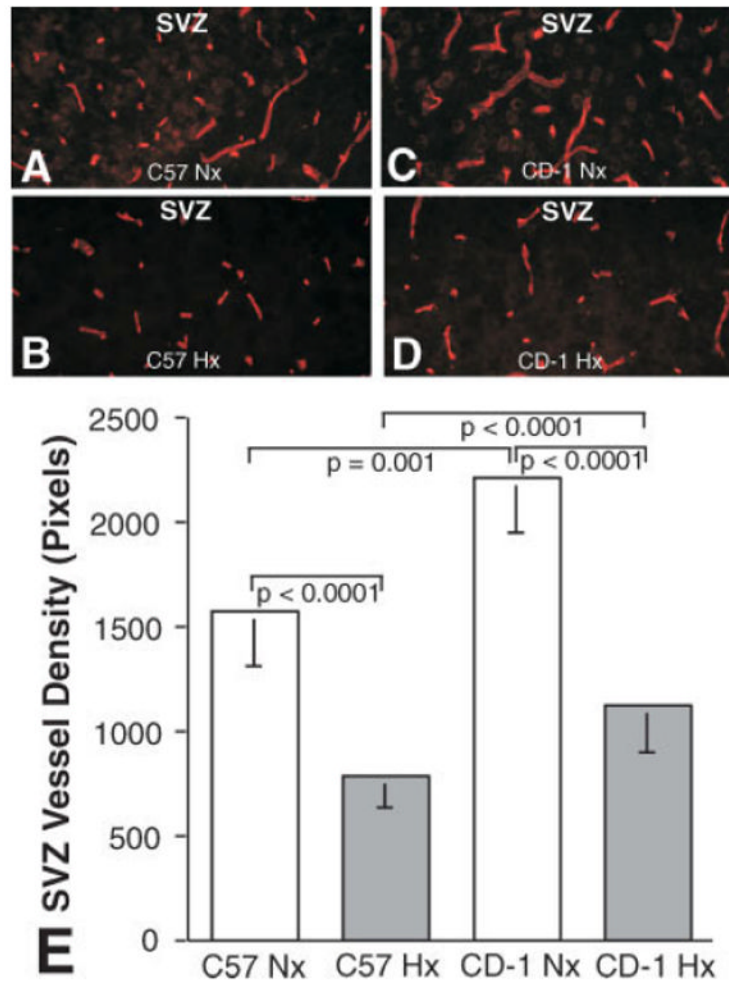 SVZ
A
C57 Nx
SVZ
C
CD-1 Nx
SVZ
B
C57 Hx
SVZ
D
CD-1 Hx
SVZ Vessel Density (Pixels)
2500
2000
1500
1000
500
0
p < 0.0001
p = 0.001
p < 0.0001
p < 0.0001
E
C57 Nx
C57 Hx
CD-1 Nx
CD-1 Hx